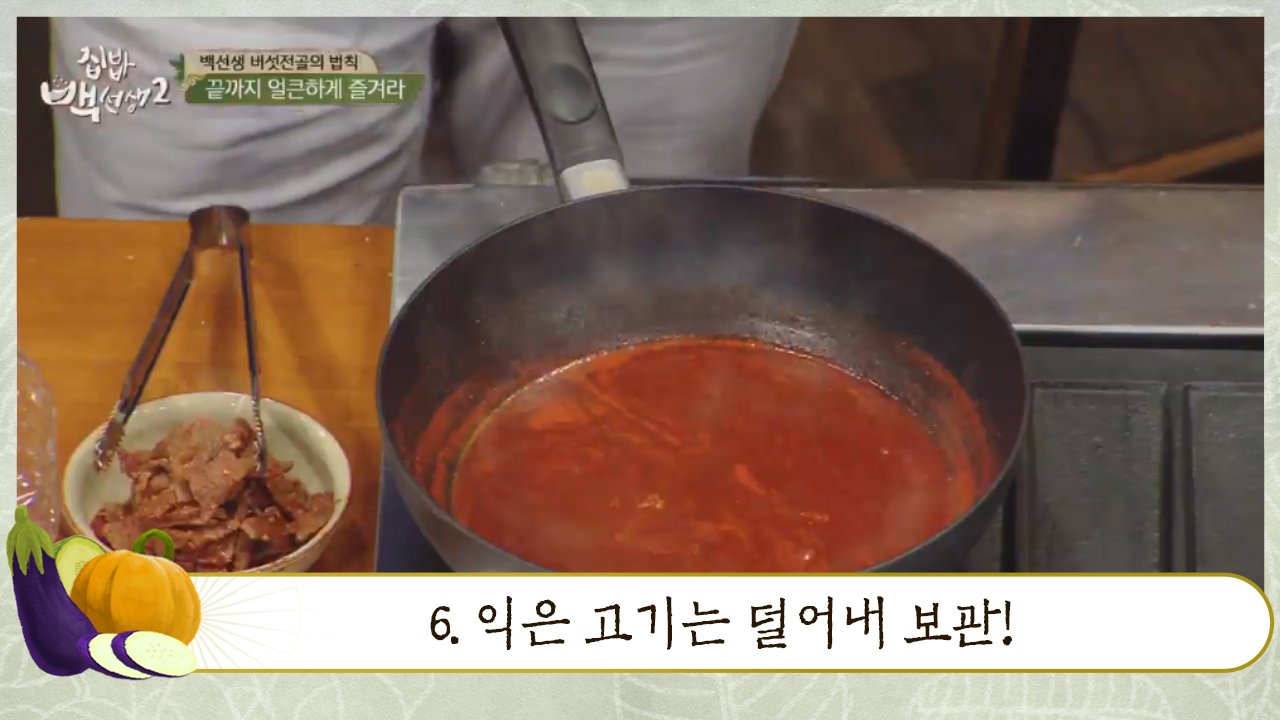 집밥
백선생2
백선생 버섯전골의 법칙
끝까지 얼큰하게 즐겨라
6. 익은 고기는 덜어내 보관!